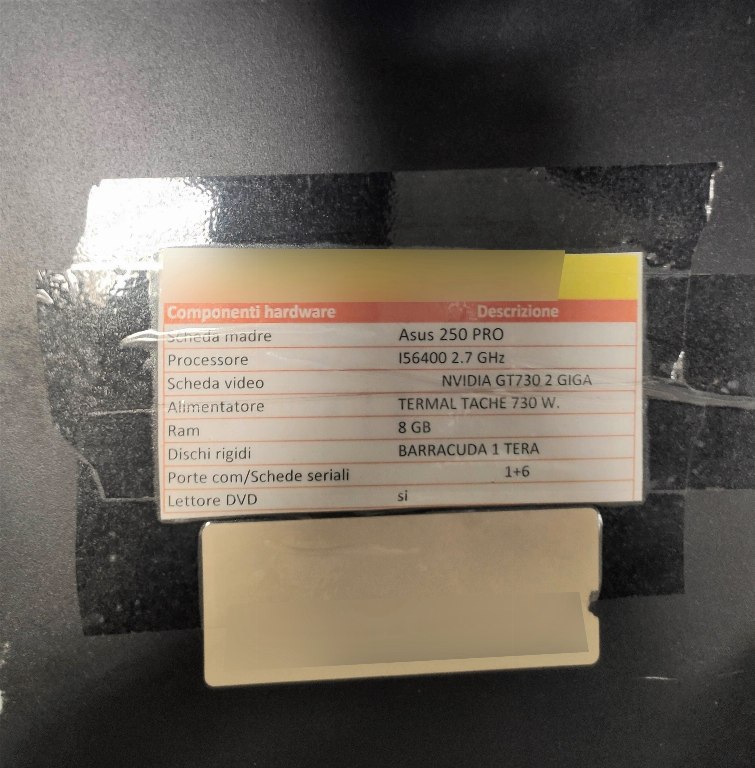 Componenti hardware Descrizione
Scheda madre Asus 250 PRO
Processore I56400 2.7 GHz
Scheda video NVIDIA GT730 2 GIGA
Alimentatore TERMAL TACHE 730 W.
Ram 8 GB
Dischi rigidi BARRACUDA 1 TERA
Porte com/Schede seriali 1+6
Lettore DVD si